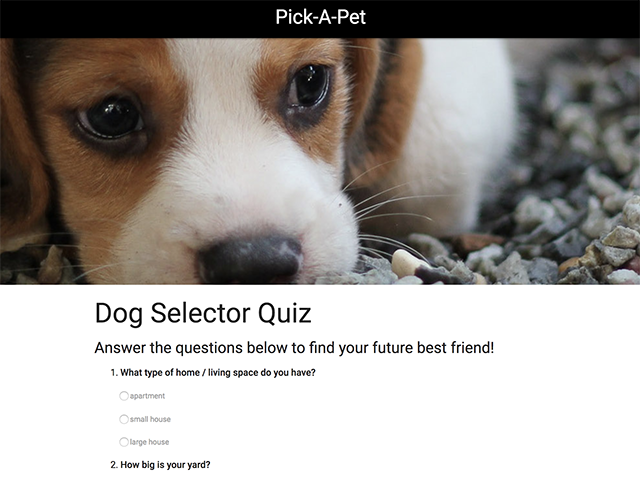 Pick-A-Pet
Dog Selector Quiz
Answer the questions below to find your future best friend!
1. What type of home / living space do you have?
apartment
small house
large house
2. How big is your yard?